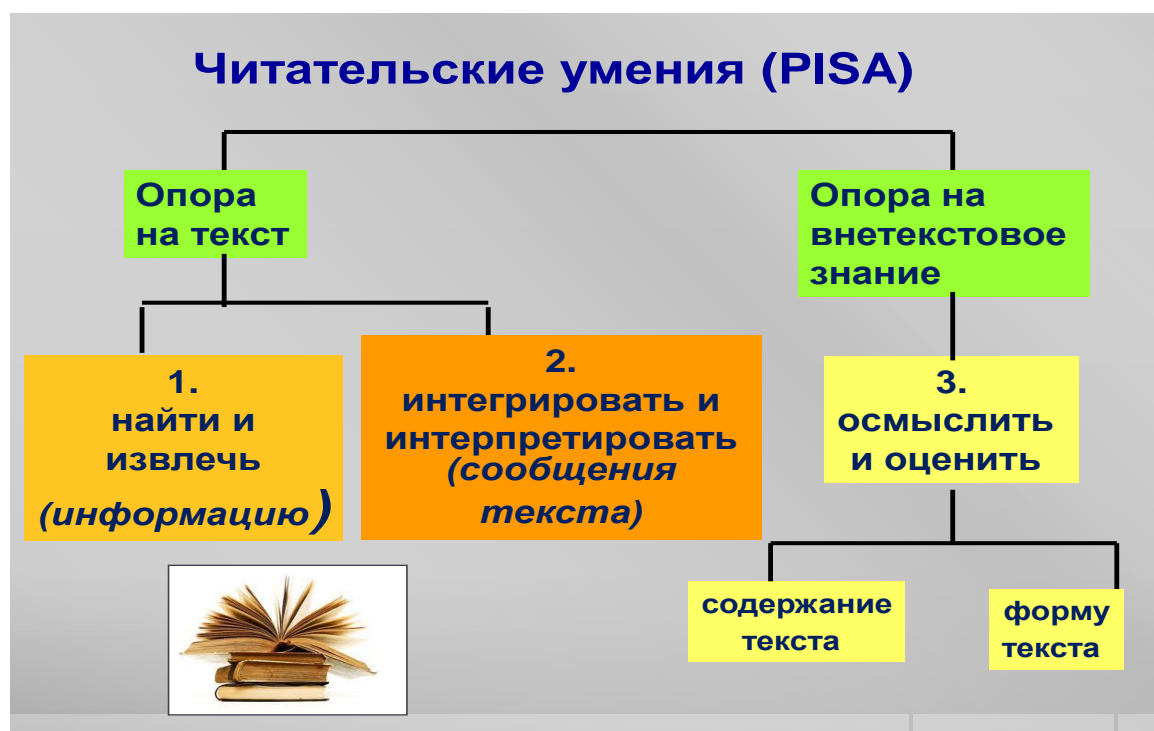 Читательские умения (PISA)
Опора
на текст
Опора на
внетекстовое
знание
1.
найти и
извлечь
(информацию)
2.
интегрировать и
интерпретировать
(сообщения
текста)
3.
осмыслить
и оценить
содержание
текста
форму
текста